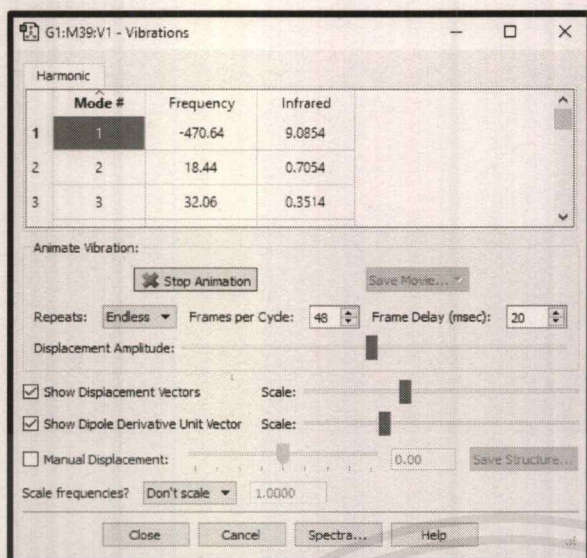 G1:M39:V1 - Vibrations
Harmonic
Mode # Frequency Infrared
1 1 -470.64 9.0854
2 2 18.44 0.7054
3 3 32.06 0.3514
Animate Vibration:
Stop Animation Save Movie...
Repeats: Endless Frames per Cycle: 48 Frame Delay (msec): 20
Displacement Amplitude:
Show Displacement Vectors Scale:
Show Dipole Derivative Unit Vector Scale:
Manual Displacement: 0.00 Save Structure...
Scale frequencies? Don't scale 1.0000
Close Cancel Spectra... Help